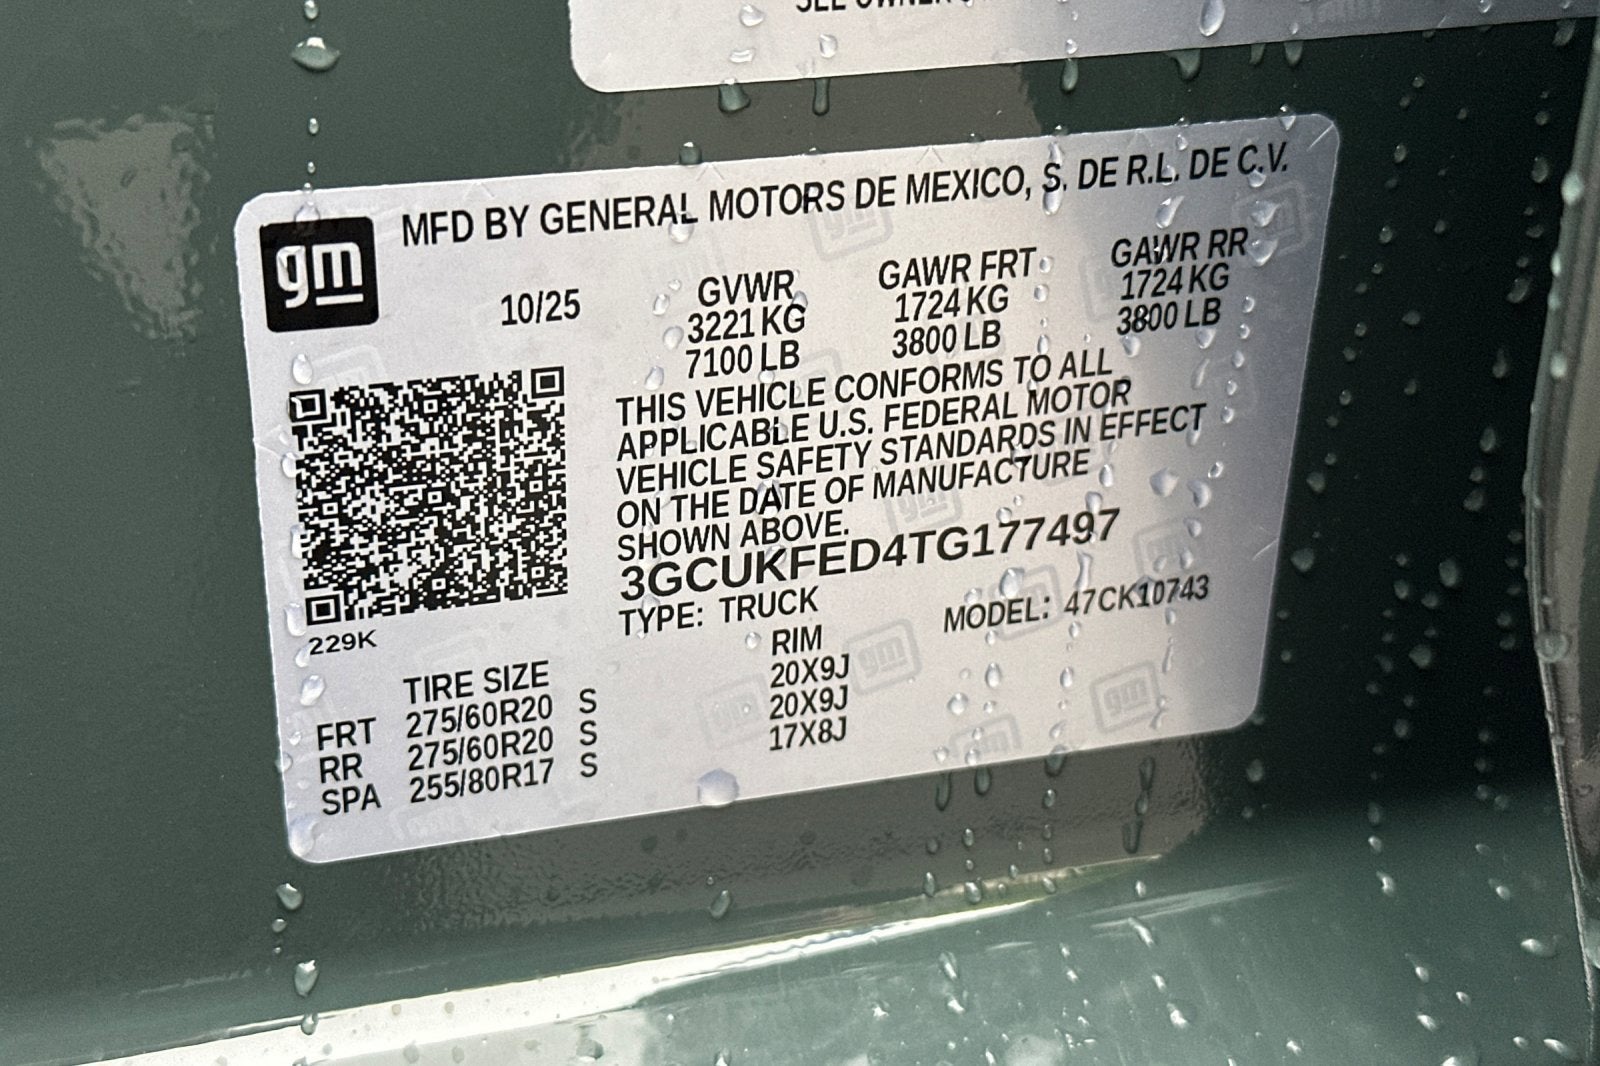 SEE OWNER'S
gm
MFD BY GENERAL MOTORS DE MEXICO, S. DE R.L. DE C.V.
10/25
GVWR
3221 KG
7100 LB
GAWR FRT
1724 KG
3800 LB
GAWR RR
1724 KG
3800 LB
THIS VEHICLE CONFORMS TO ALL
APPLICABLE U.S. FEDERAL MOTOR
VEHICLE SAFETY STANDARDS IN EFFECT
ON THE DATE OF MANUFACTURE
SHOWN ABOVE.
3GCUKFED4TG177497
TYPE: TRUCK MODEL: 47CK10743
229K
TIRE SIZE RIM
FRT 275/60R20 S 20X9J
RR 275/60R20 S 20X9J
SPA 255/80R17 S 17X8J